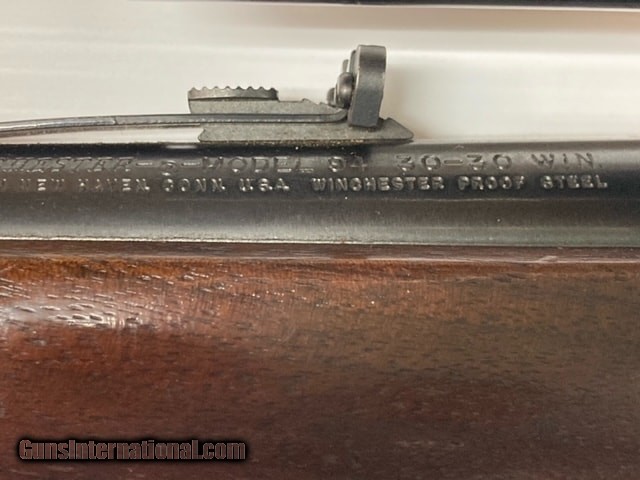 -MODEL 94 30-30 WIN.
NEW HAVEN, CONN. U.S.A. WINCHESTER PROOF STEEL
GunsInternational.com